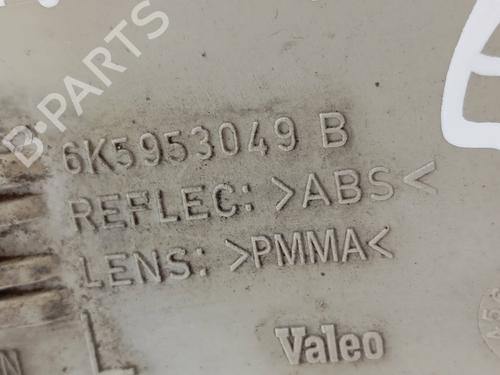 B-PARTS
6K5953049 B
REFLEC: >ABS<
LENS: >PMMA<
L Valeo